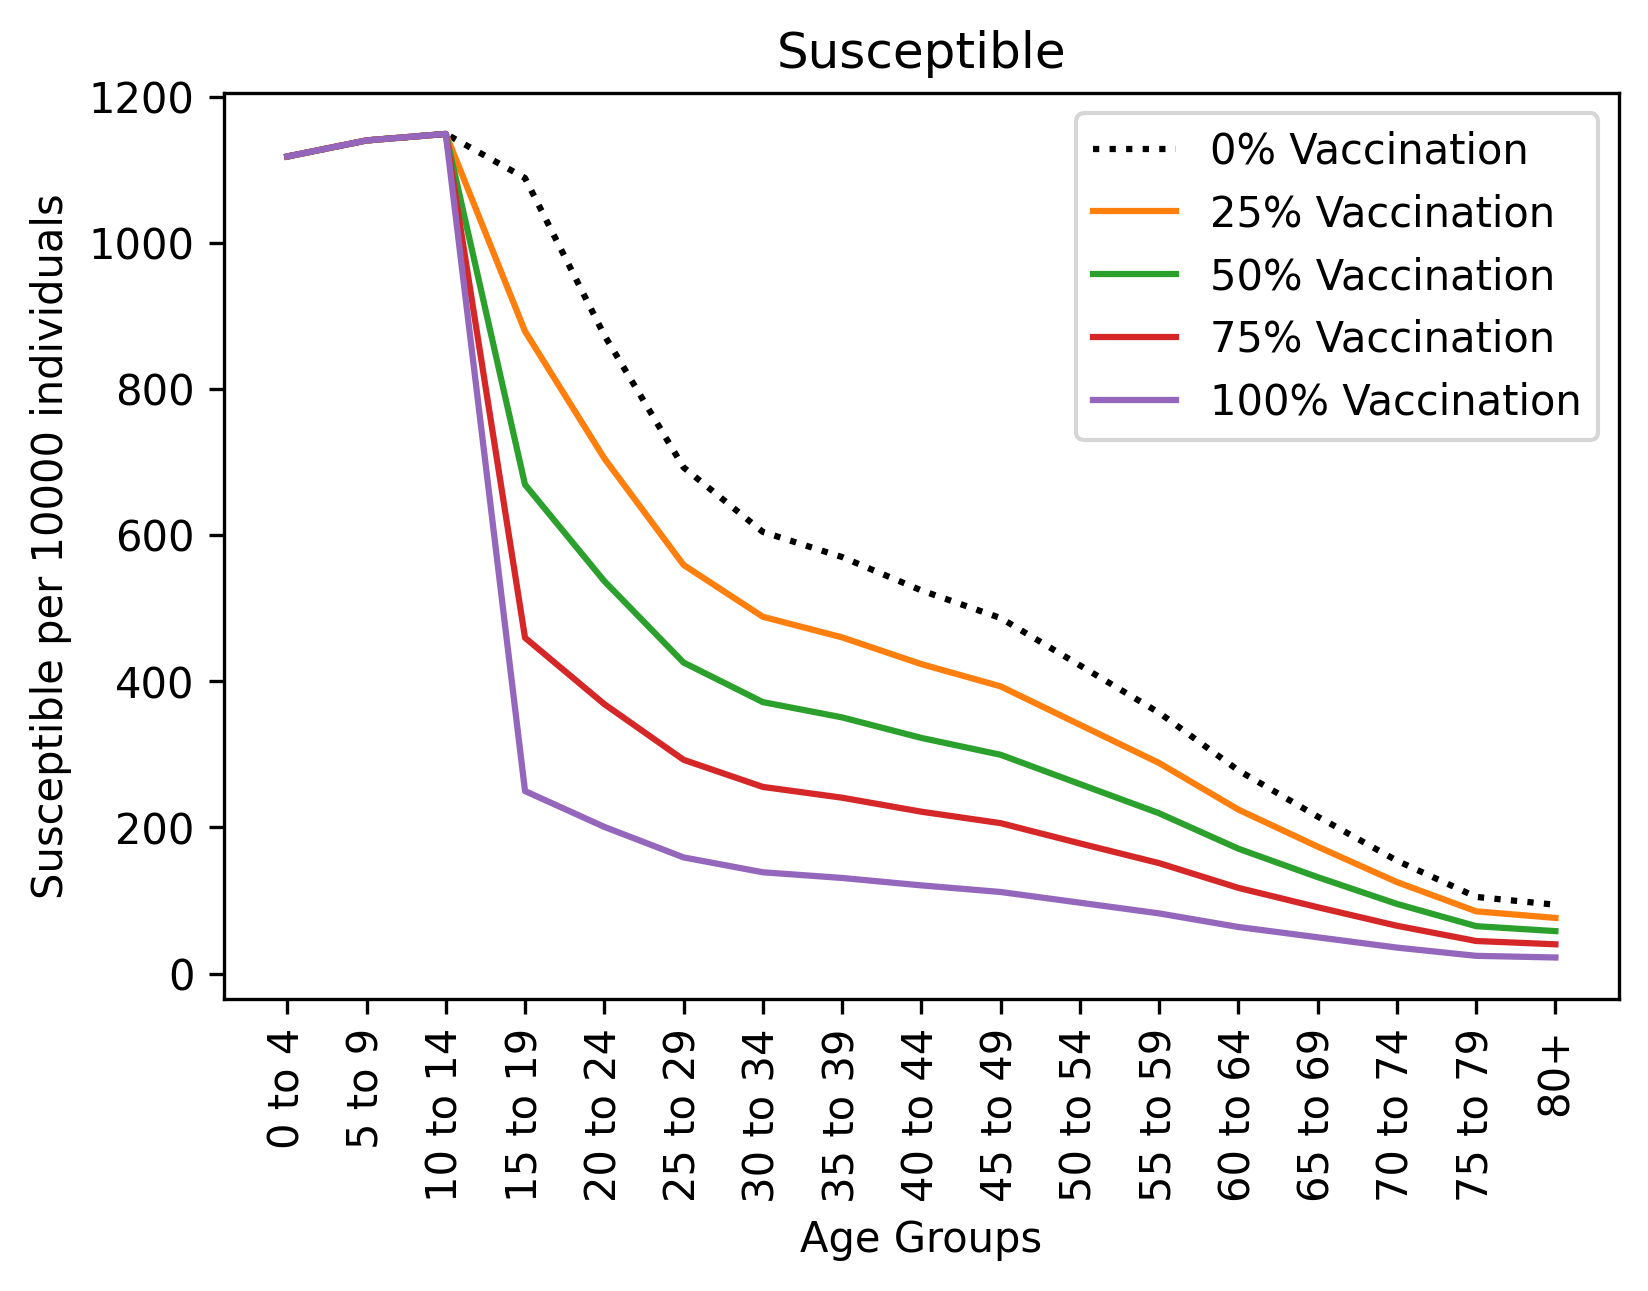 Susceptible
1200
1000
800
600
400
200
0
Susceptible per 10000 individuals
0% Vaccination
25% Vaccination
50% Vaccination
75% Vaccination
100% Vaccination
0 to 4
5 to 9
10 to 14
15 to 19
20 to 24
25 to 29
30 to 34
35 to 39
40 to 44
45 to 49
50 to 54
55 to 59
60 to 64
65 to 69
70 to 74
75 to 79
80+
Age Groups